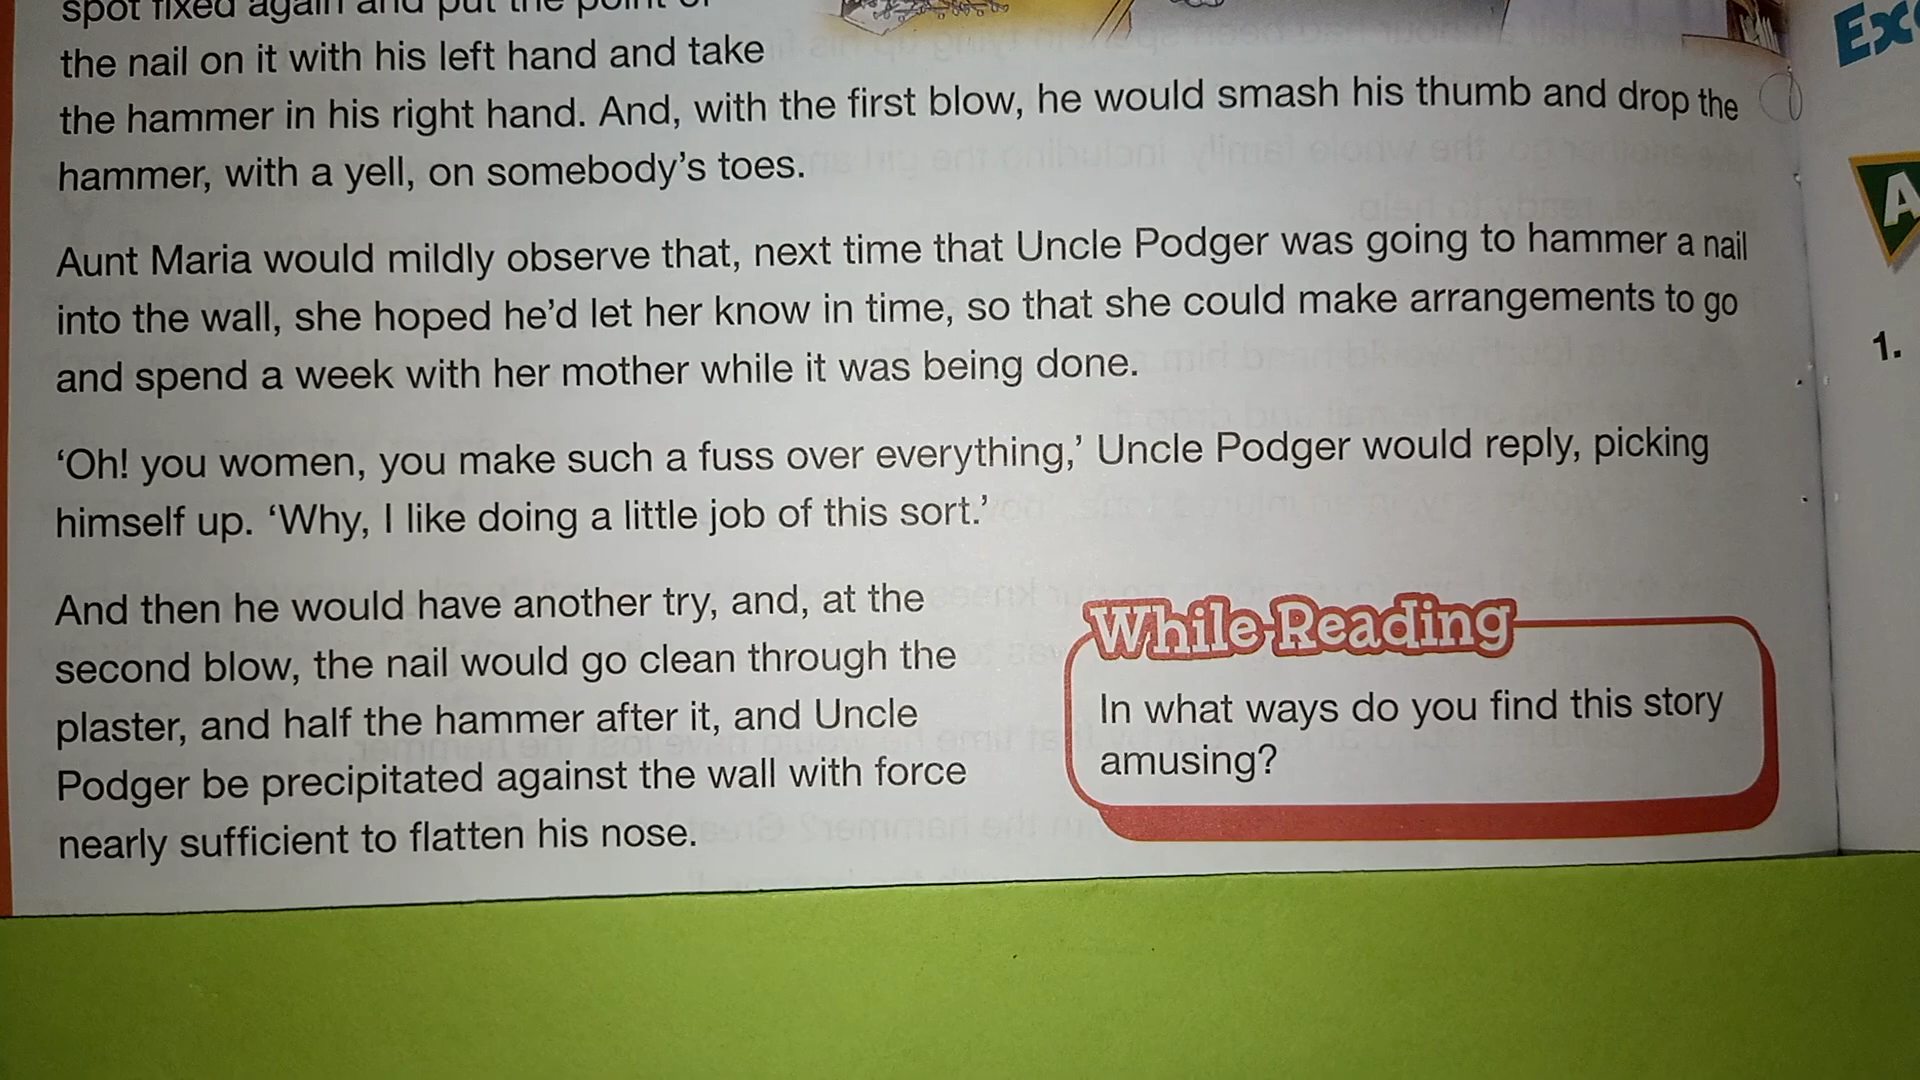 spot fixed again and put the point of
the nail on it with his left hand and take
the hammer in his right hand. And, with the first blow, he would smash his thumb and drop the
hammer, with a yell, on somebody’s toes.
Aunt Maria would mildly observe that, next time that Uncle Podger was going to hammer a nail
into the wall, she hoped he’d let her know in time, so that she could make arrangements to go
and spend a week with her mother while it was being done.
‘Oh! you women, you make such a fuss over everything,’ Uncle Podger would reply, picking
himself up. ‘Why, I like doing a little job of this sort.’
And then he would have another try, and, at the
second blow, the nail would go clean through the
plaster, and half the hammer after it, and Uncle
Podger be precipitated against the wall with force
nearly sufficient to flatten his nose.
While-Reading
In what ways do you find this story
amusing?
A
1.